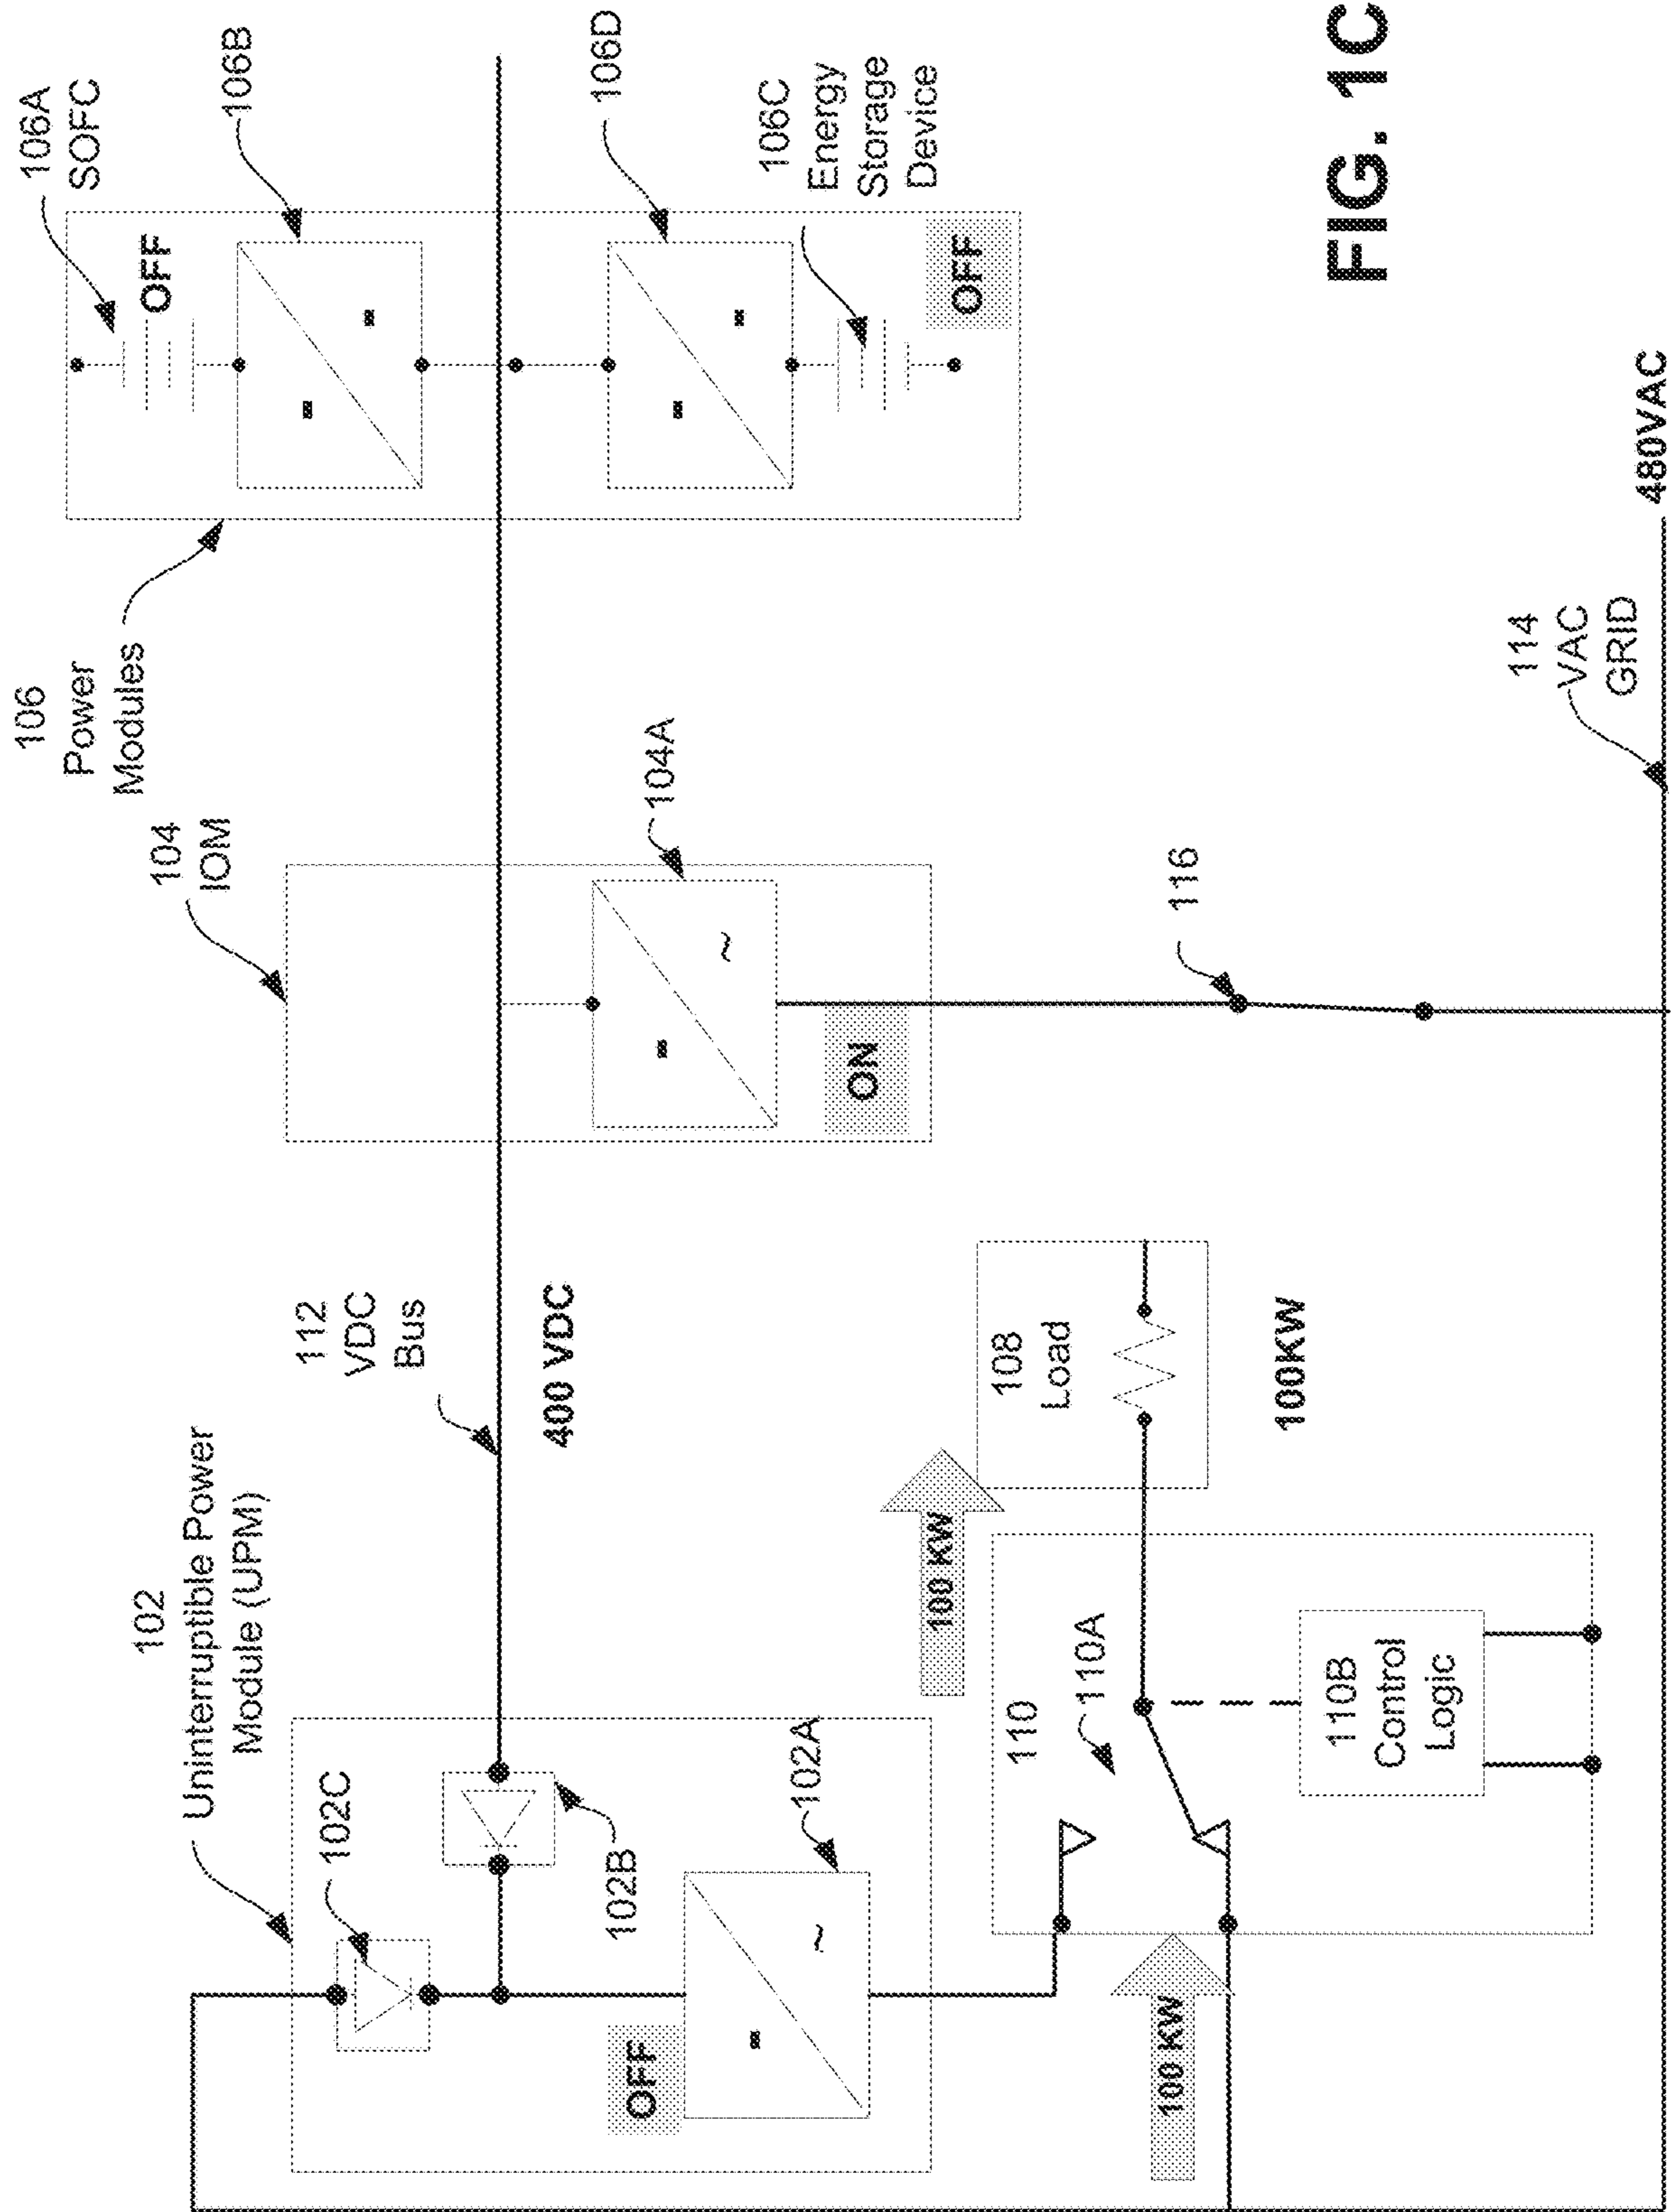 102
Uninterruptible Power
Module (UPM)
102C
102B
OFF
102A
112
VDC
Bus
400 VDC
104
IOM
104A
ON
106
Power
Modules
106A
SOFC
OFF
106B
106D
106C
Energy
Storage
Device
OFF
100 KW
100 KW
110
110A
110B
Control
Logic
108
Load
100KW
116
114
VAC
GRID
480VAC
FIG. 1C